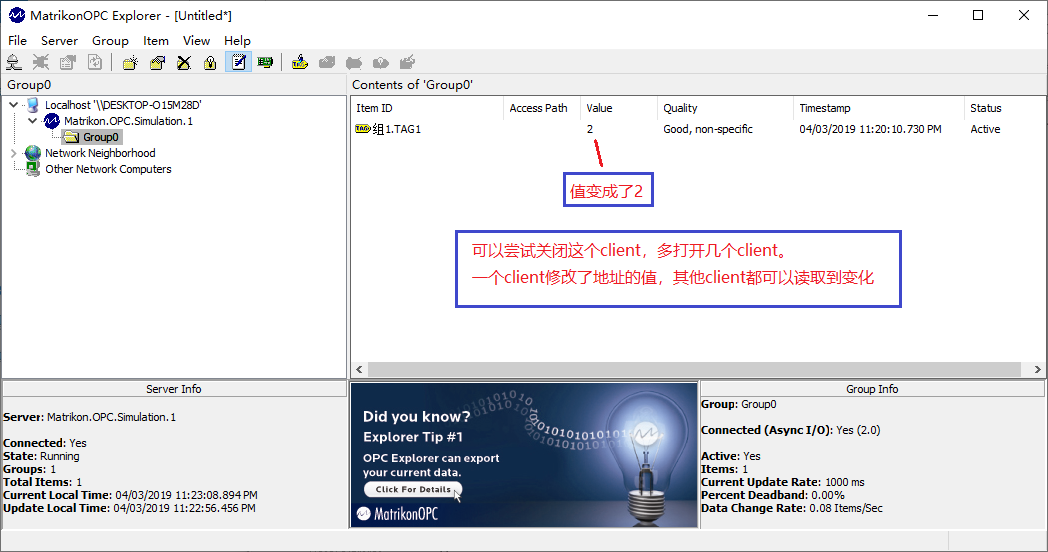 MatrikonOPC Explorer - [Untitled*]
File Server Group Item View Help
Group0
Contents of 'Group0'
Localhost '\\DESKTOP-O15M28D'
Matrikon.OPC.Simulation.1
Group0
Network Neighborhood
Other Network Computers
Item ID Access Path Value Quality Timestamp Status
TAG 组1.TAG1 2 Good, non-specific 04/03/2019 11:20:10.730 PM Active
值变成了2
可以尝试关闭这个client，多打开几个client。
一个client修改了地址的值，其他client都可以读取到变化
Server Info
Server: Matrikon.OPC.Simulation.1
Connected: Yes
State: Running
Groups: 1
Total Items: 1
Current Local Time: 04/03/2019 11:23:08.894 PM
Update Local Time: 04/03/2019 11:22:56.456 PM
Did you know?
Explorer Tip #1
OPC Explorer can export
your current data.
Click For Details
MatrikonOPC
Group Info
Group: Group0
Connected (Async I/O): Yes (2.0)
Active: Yes
Items: 1
Current Update Rate: 1000 ms
Percent Deadband: 0.00%
Data Change Rate: 0.08 Items/Sec